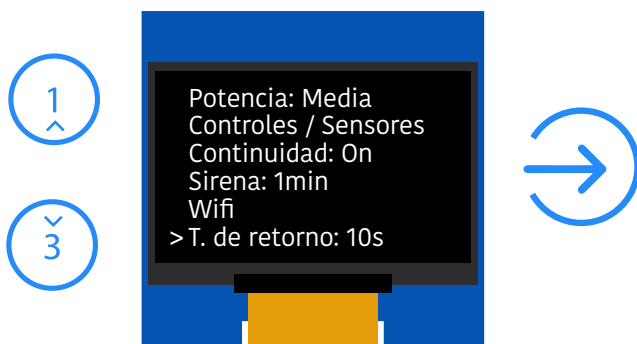 1
3
Potencia: Media
Controles / Sensores
Continuidad: On
Sirena: 1min
Wifi
>T. de retorno: 10s